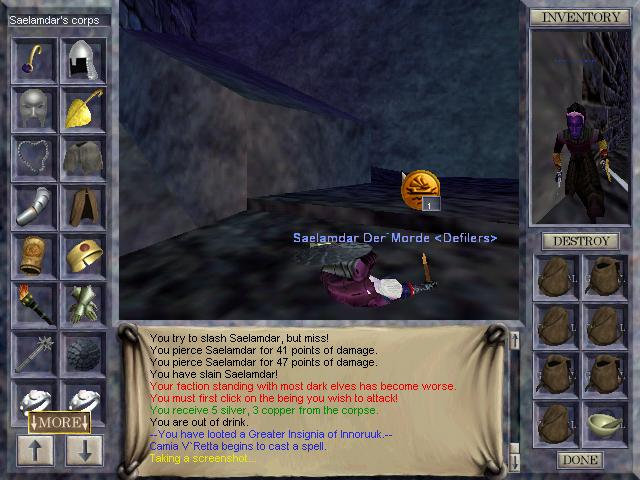 Saelamdar's corps
INVENTORY
1
Saelamdar Der`Morde <Defilers>
DESTROY
You try to slash Saelamdar, but miss!
You pierce Saelamdar for 41 points of damage.
You pierce Saelamdar for 47 points of damage.
You have slain Saelamdar!
Your faction standing with most dark elves has become worse.
You must first click on the being you wish to attack!
You receive 5 silver, 3 copper from the corpse.
You are out of drink.
--You have looted a Greater Insignia of Innoruuk.--
Camia V`Retta begins to cast a spell.
Taking a screenshot...
MORE
DONE